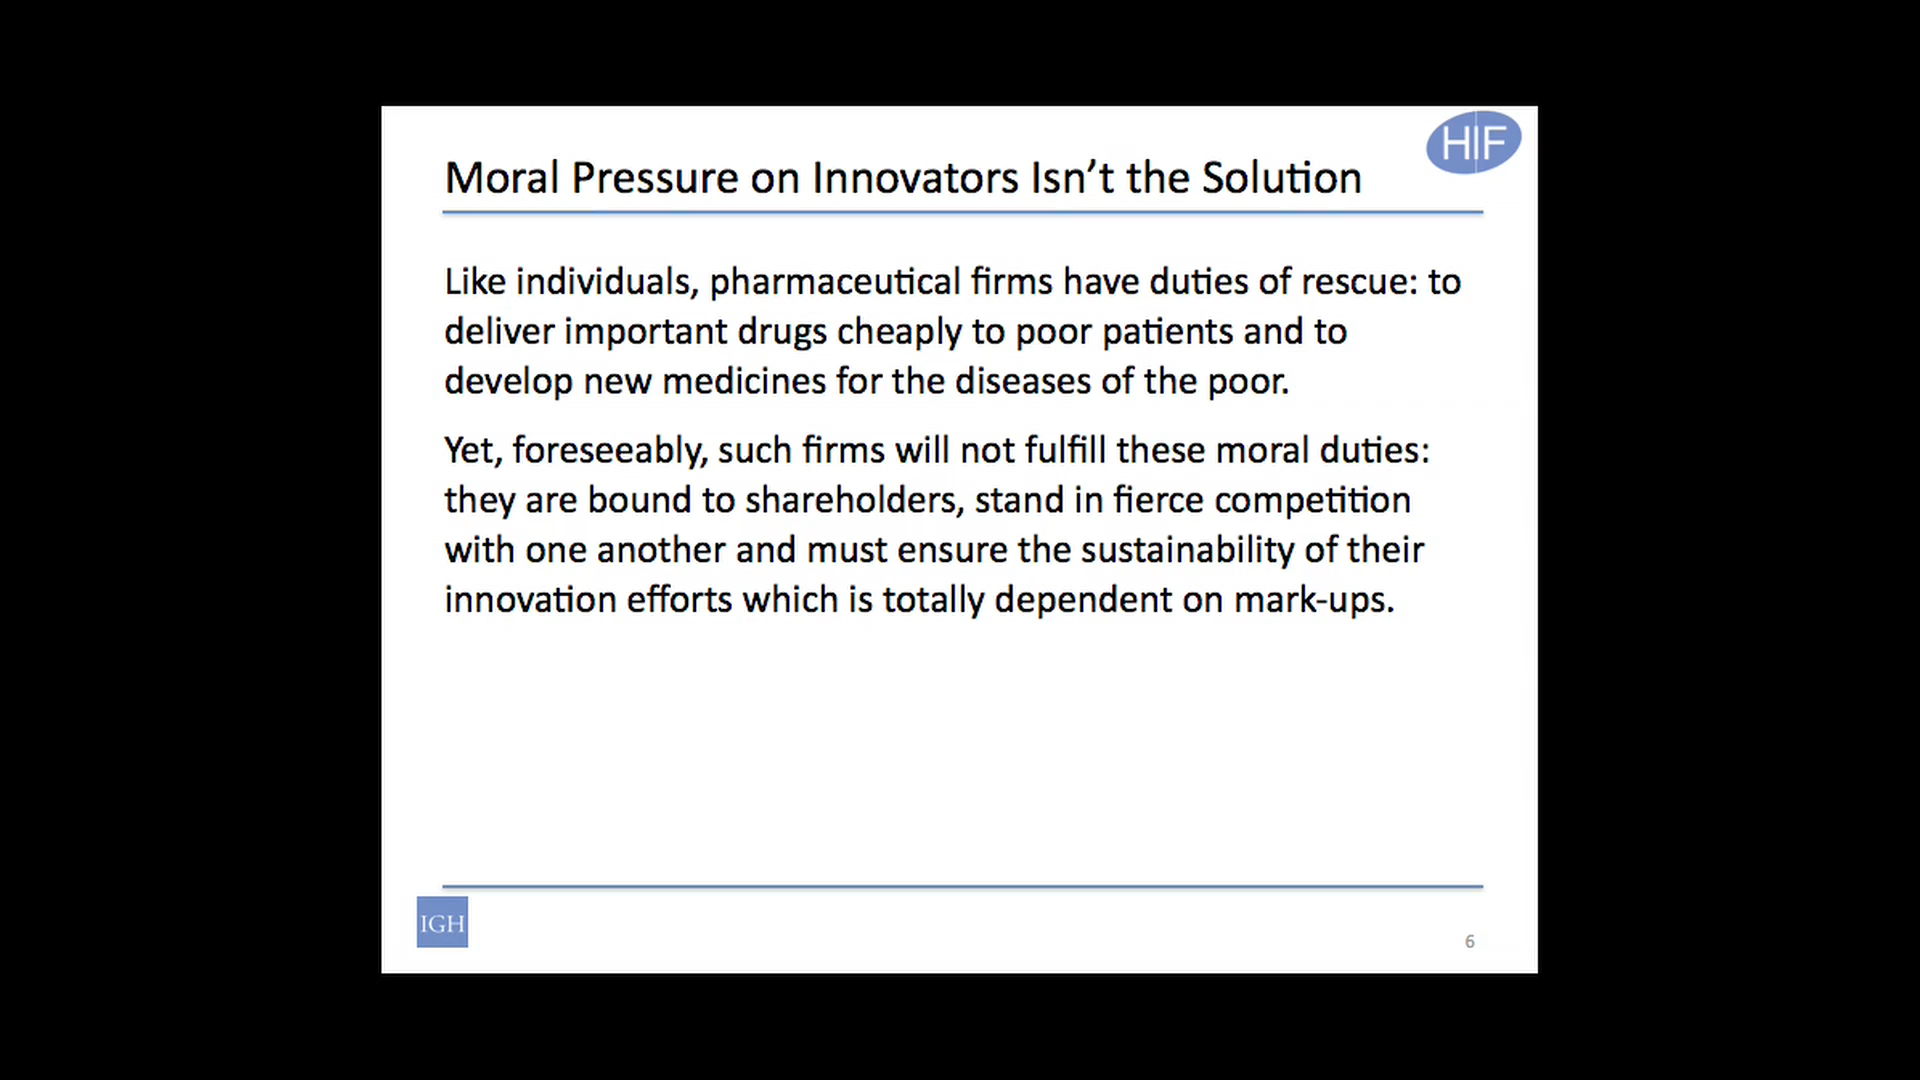 HIF
Moral Pressure on Innovators Isn’t the Solution
Like individuals, pharmaceutical firms have duties of rescue: to
deliver important drugs cheaply to poor patients and to
develop new medicines for the diseases of the poor.
Yet, foreseeably, such firms will not fulfill these moral duties:
they are bound to shareholders, stand in fierce competition
with one another and must ensure the sustainability of their
innovation efforts which is totally dependent on mark-ups.
IGH
6